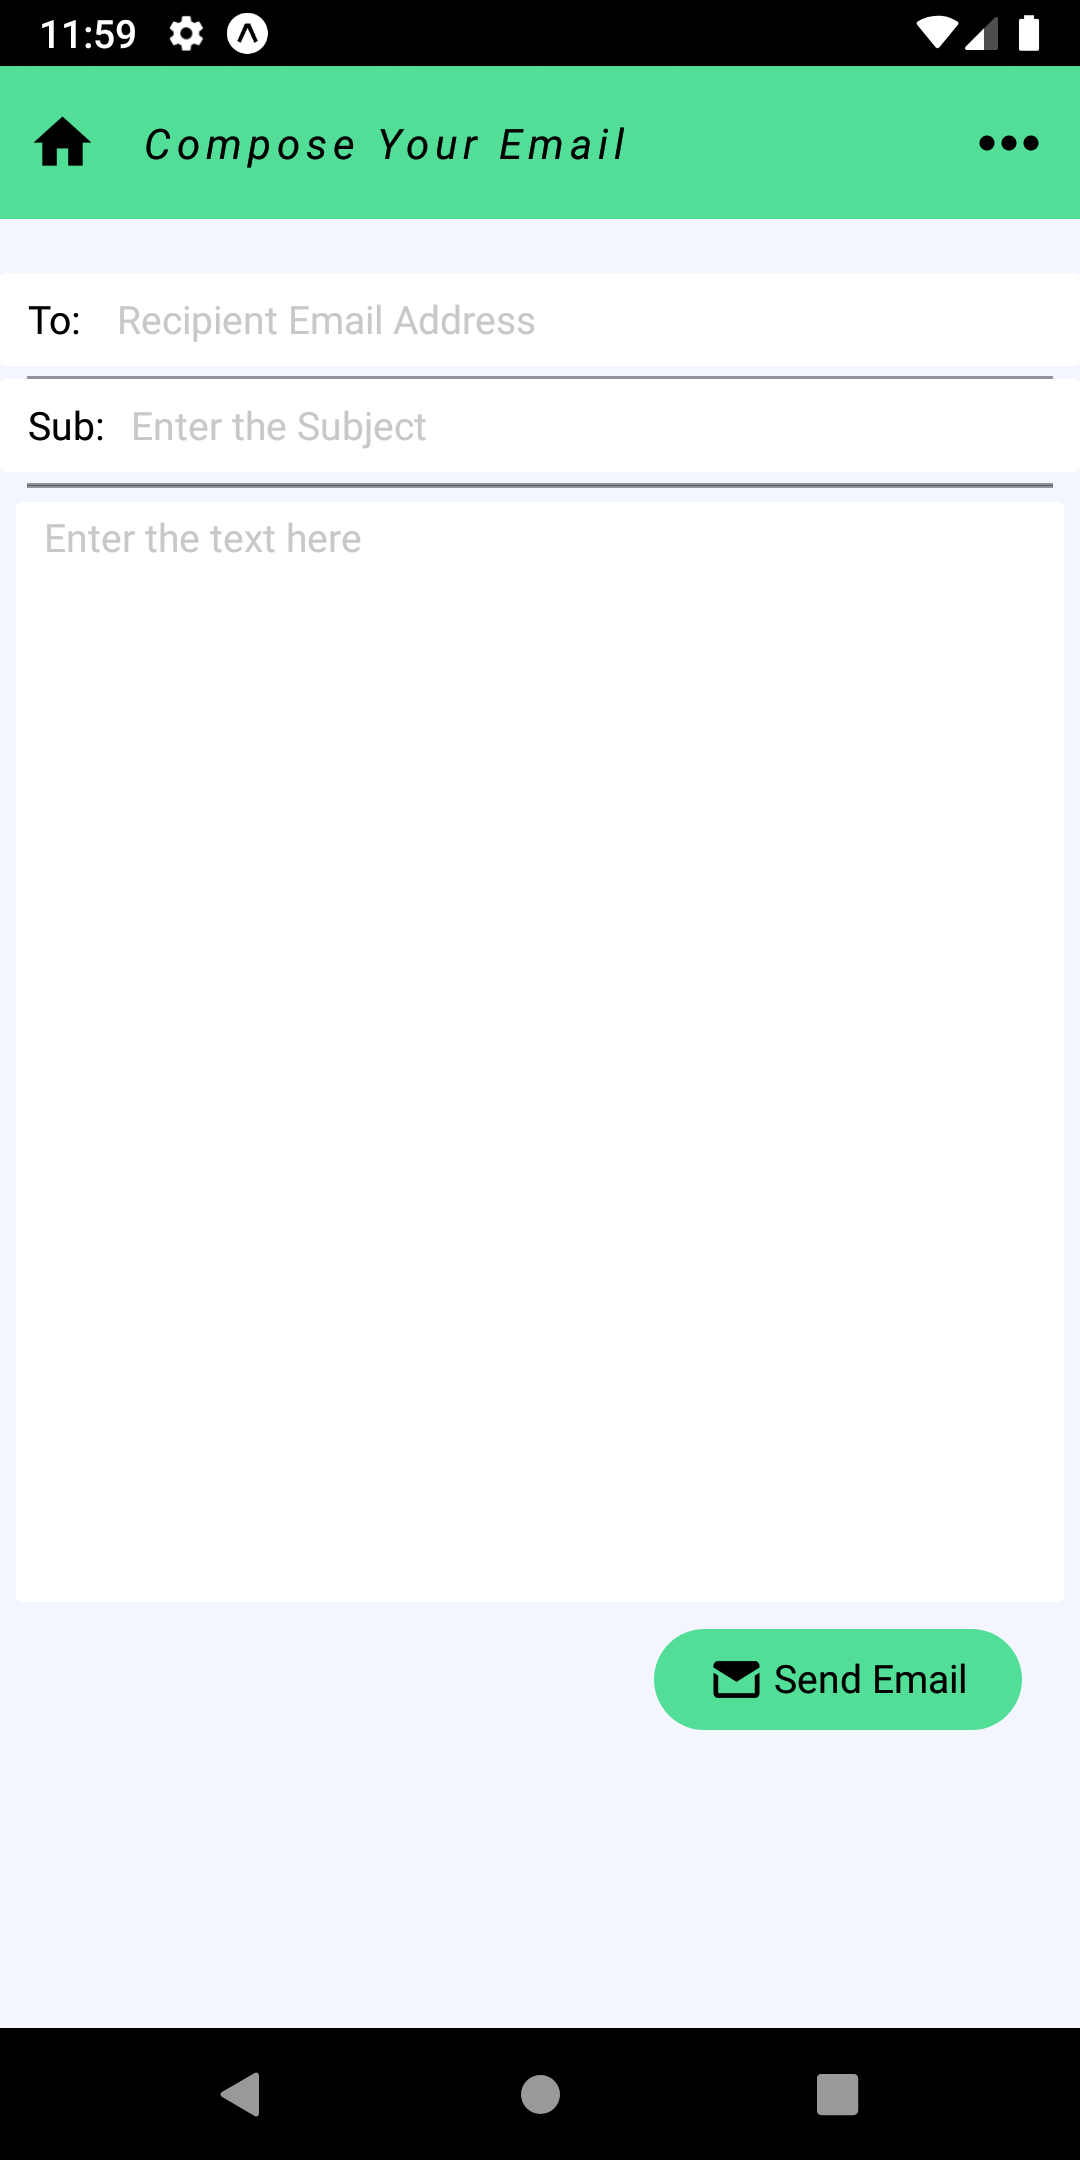 11:59
Compose Your Email
To: Recipient Email Address
Sub: Enter the Subject
Enter the text here
Send Email